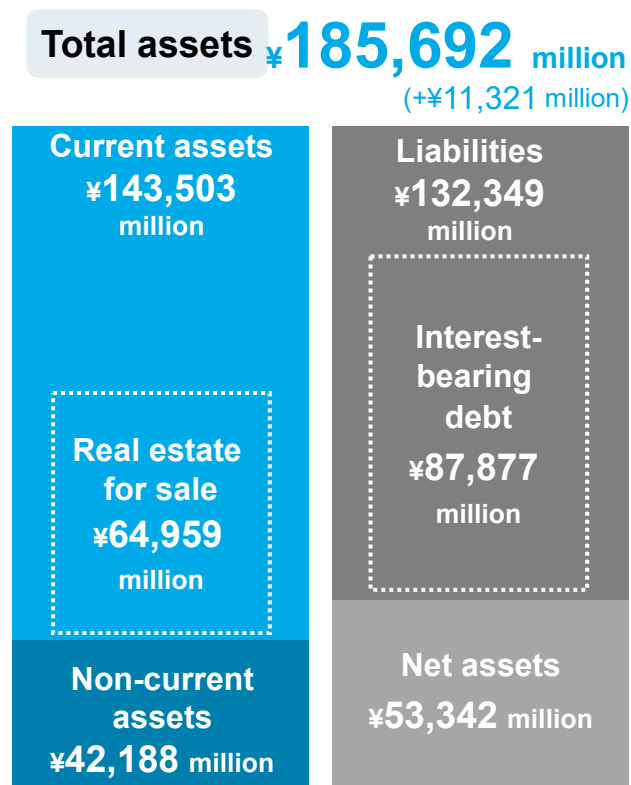 Total assets ¥185,692 million
(+¥11,321 million)
Current assets
¥143,503
million
Real estate
for sale
¥64,959
million
Non-current
assets
¥42,188 million
Liabilities
¥132,349
million
Interest-
bearing
debt
¥87,877
million
Net assets
¥53,342 million